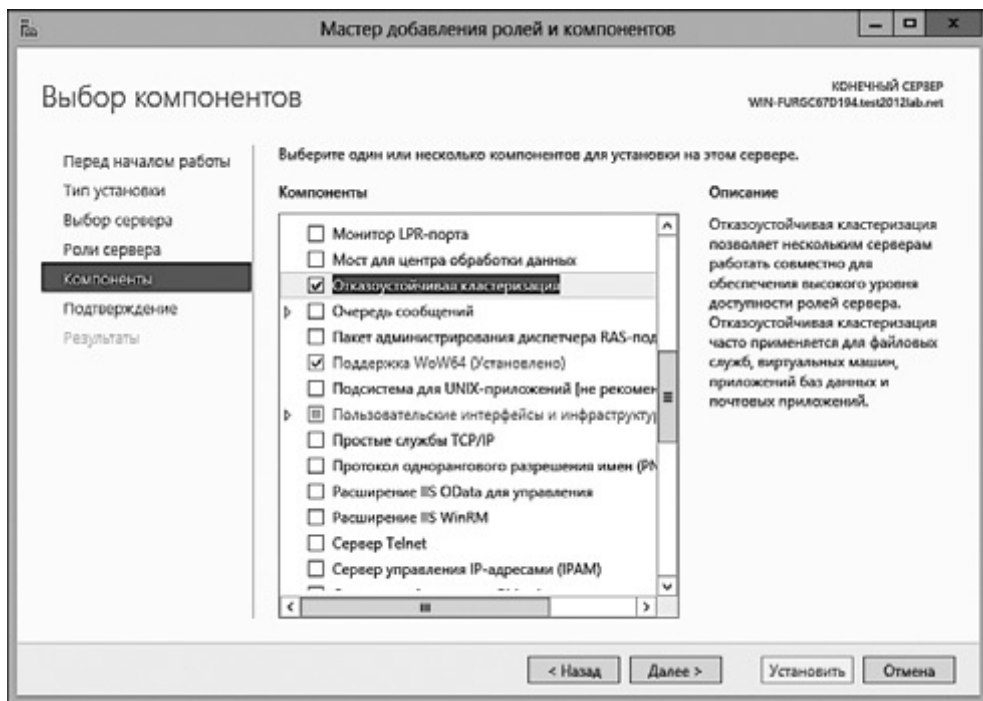 Мастер добавления ролей и компонентов
Выбор компонентов
КОНЕЧНЫЙ СЕРВЕР
WIN-FURGC67D194.test2012lab.net
Перед началом работы
Тип установки
Выбор сервера
Роли сервера
Компоненты
Подтверждение
Результаты
Выберите один или несколько компонентов для установки на этом сервере.
Компоненты
Монитор LPR-порта
Мост для центра обработки данных
Отказоустойчивая кластеризация
Очередь сообщений
Пакет администрирования диспетчера RAS-под
Поддержка WoW64 (Установлено)
Подсистема для UNIX-приложений [не рекомен
Пользовательские интерфейсы и инфраструкту
Простые службы TCP/IP
Протокол однорангового разрешения имен (PN
Расширение IIS OData для управления
Расширение IIS WinRM
Сервер Telnet
Сервер управления IP-адресами (IPAM)
Описание
Отказоустойчивая кластеризация
позволяет нескольким серверам
работать совместно для
обеспечения высокого уровня
доступности ролей сервера.
Отказоустойчивая кластеризация
часто применяется для файловых
служб, виртуальных машин,
приложений баз данных и
почтовых приложений.
< Назад
Далее >
Установить
Отмена